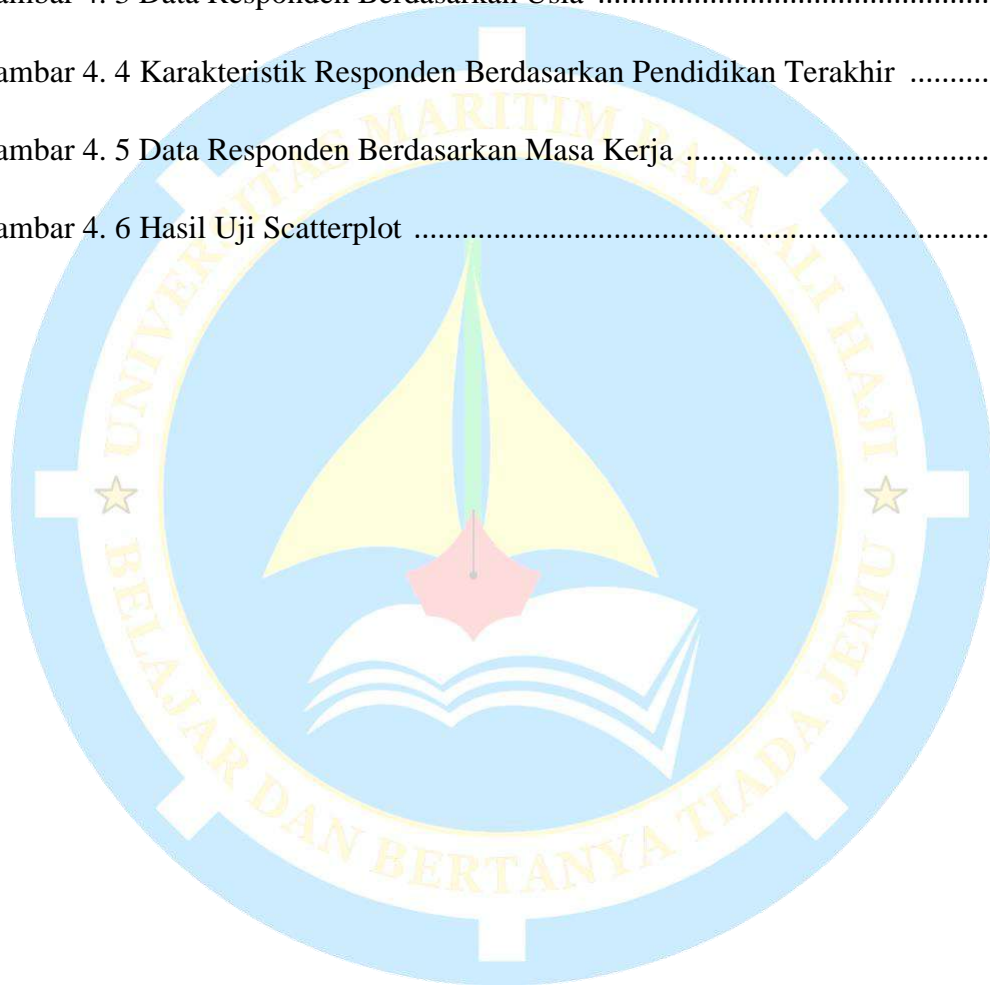 ambar 4. 3 Data Responden Berdasarkan Usia ..........................................................
ambar 4. 4 Karakteristik Responden Berdasarkan Pendidikan Terakhir ..........
ambar 4. 5 Data Responden Berdasarkan Masa Kerja .....................................
ambar 4. 6 Hasil Uji Scatterplot .....................................................................
UNIVERSITAS MARITIM RAJA ALI HAJI
BELAJAR DAN BERTANYA TIADA JEMU